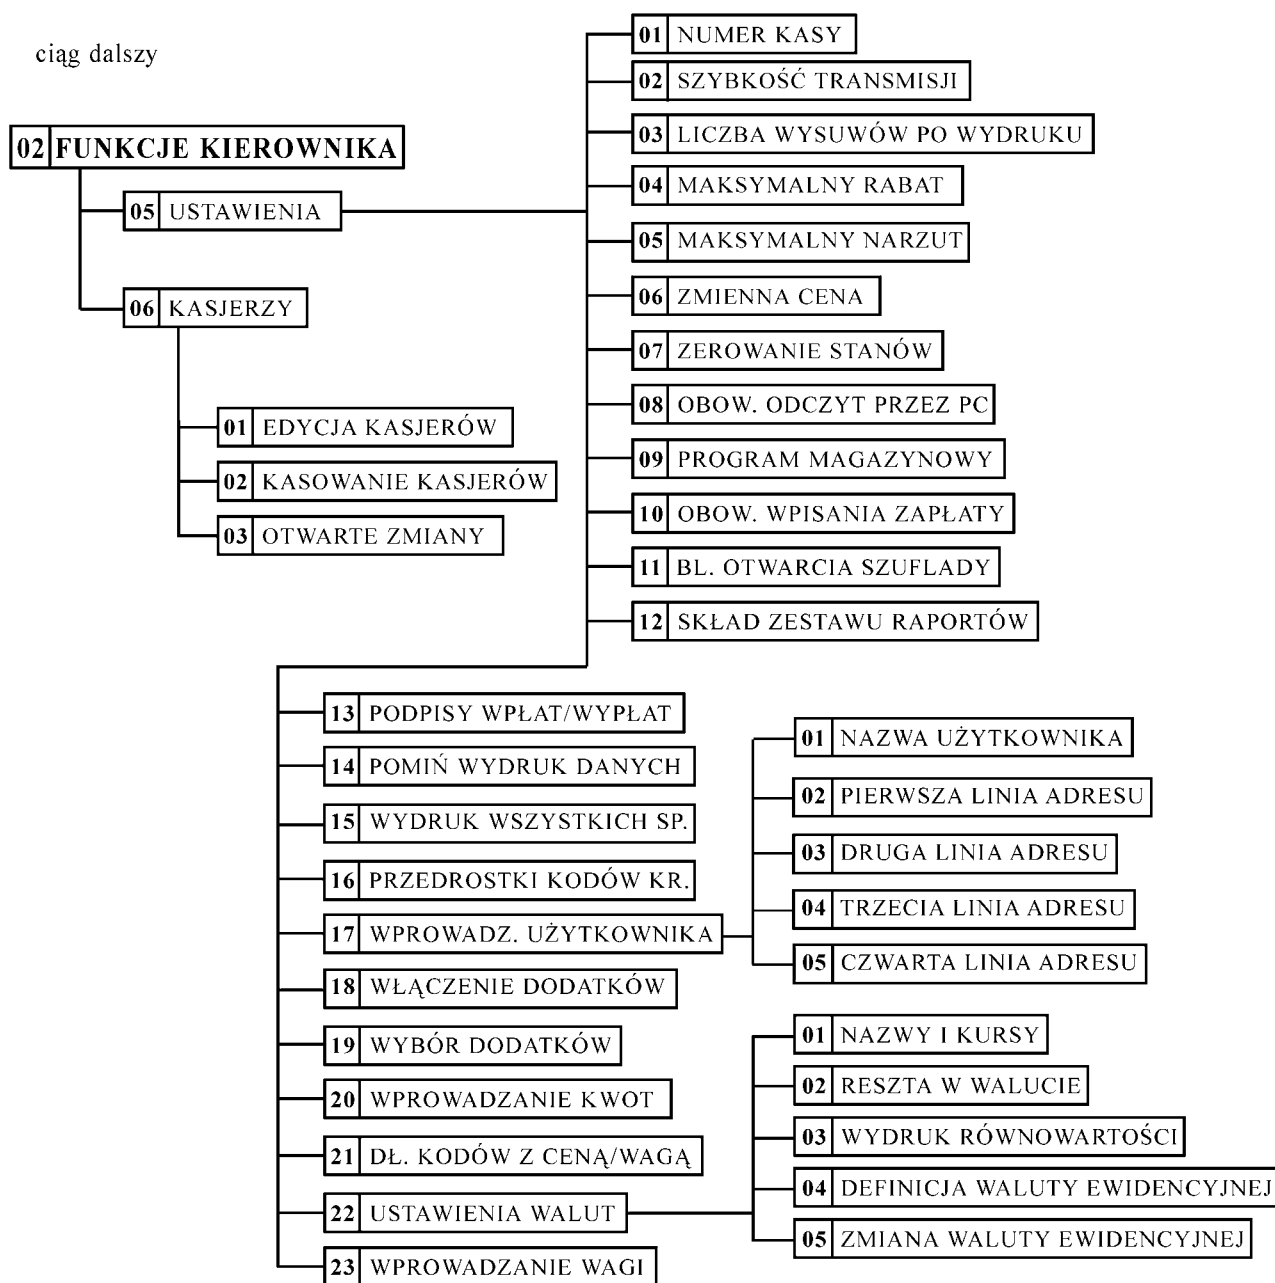 ciąg dalszy
02 FUNKCJE KIEROWNIKA
05 USTAWIENIA
01 NUMER KASY
02 SZYBKOŚĆ TRANSMISJI
03 LICZBA WYSUWÓW PO WYDRUKU
04 MAKSYMALNY RABAT
05 MAKSYMALNY NARZUT
06 ZMIENNA CENA
07 ZEROWANIE STANÓW
08 OBOW. ODCZYT PRZEZ PC
09 PROGRAM MAGAZYNOWY
10 OBOW. WPISANIA ZAPŁATY
11 BL. OTWARCIA SZUFLADY
12 SKŁAD ZESTAWU RAPORTÓW
13 PODPISY WPŁAT/WYPŁAT
14 POMIŃ WYDRUK DANYCH
15 WYDRUK WSZYSTKICH SP.
16 PRZEDROSTKI KODÓW KR.
17 WPROWADZ. UŻYTKOWNIKA
01 NAZWA UŻYTKOWNIKA
02 PIERWSZA LINIA ADRESU
03 DRUGA LINIA ADRESU
04 TRZECIA LINIA ADRESU
05 CZWARTA LINIA ADRESU
18 WŁĄCZENIE DODATKÓW
19 WYBÓR DODATKÓW
20 WPROWADZANIE KWOT
21 DŁ. KODÓW Z CENĄ/WAGĄ
22 USTAWIENIA WALUT
01 NAZWY I KURSY
02 RESZTA W WALUCIE
03 WYDRUK RÓWNOWARTOŚCI
04 DEFINICJA WALUTY EWIDENCYJNEJ
05 ZMIANA WALUTY EWIDENCYJNEJ
23 WPROWADZANIE WAGI
06 KASJERZY
01 EDYCJA KASJERÓW
02 KASOWANIE KASJERÓW
03 OTWARTE ZMIANY